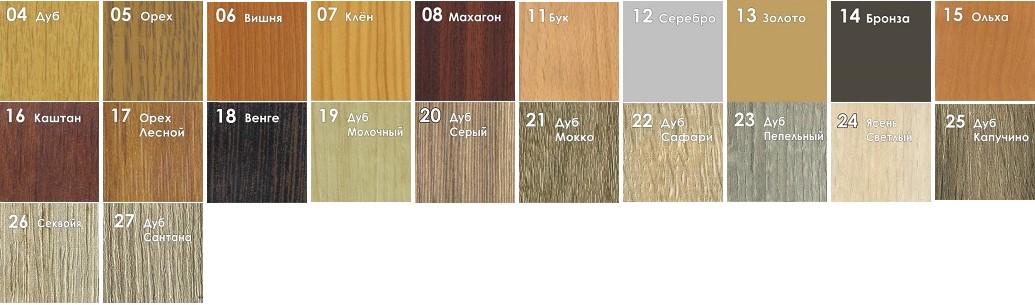 04 Дуб
05 Орех
06 Вишня
07 Клён
08 Махагон
11 Бук
12 Серебро
13 Золото
14 Бронза
15 Ольха
16 Каштан
17 Орех
Лесной
18 Венге
19 Дуб
Молочный
20 Дуб
Серый
21 Дуб
Мокко
22 Дуб
Сафари
23 Дуб
Пепельный
24 Ясень
Светлый
25 Дуб
Капучино
26 Секвойя
27 Дуб
Сантана